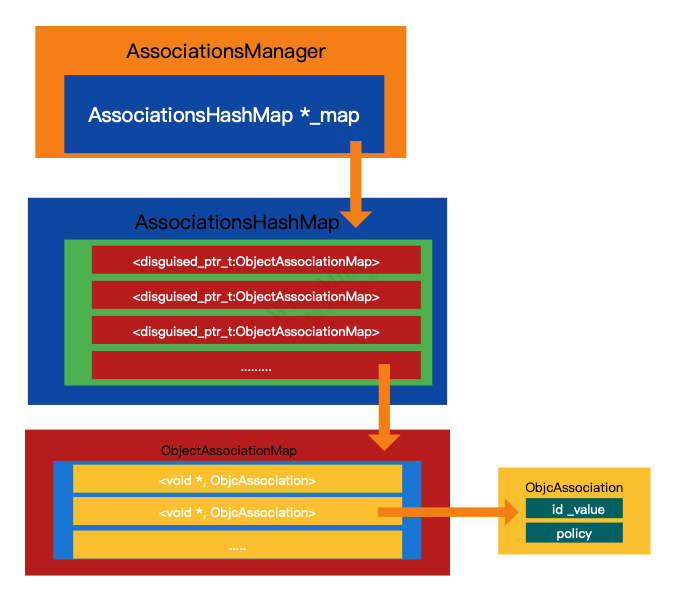 AssociationsManager
AssociationsHashMap *_map
AssociationsHashMap
<disguised_ptr_t:ObjectAssociationMap>
<disguised_ptr_t:ObjectAssociationMap>
<disguised_ptr_t:ObjectAssociationMap>
.........
ObjectAssociationMap
<void *, ObjcAssociation>
<void *, ObjcAssociation>
.....
ObjcAssociation
id _value
policy